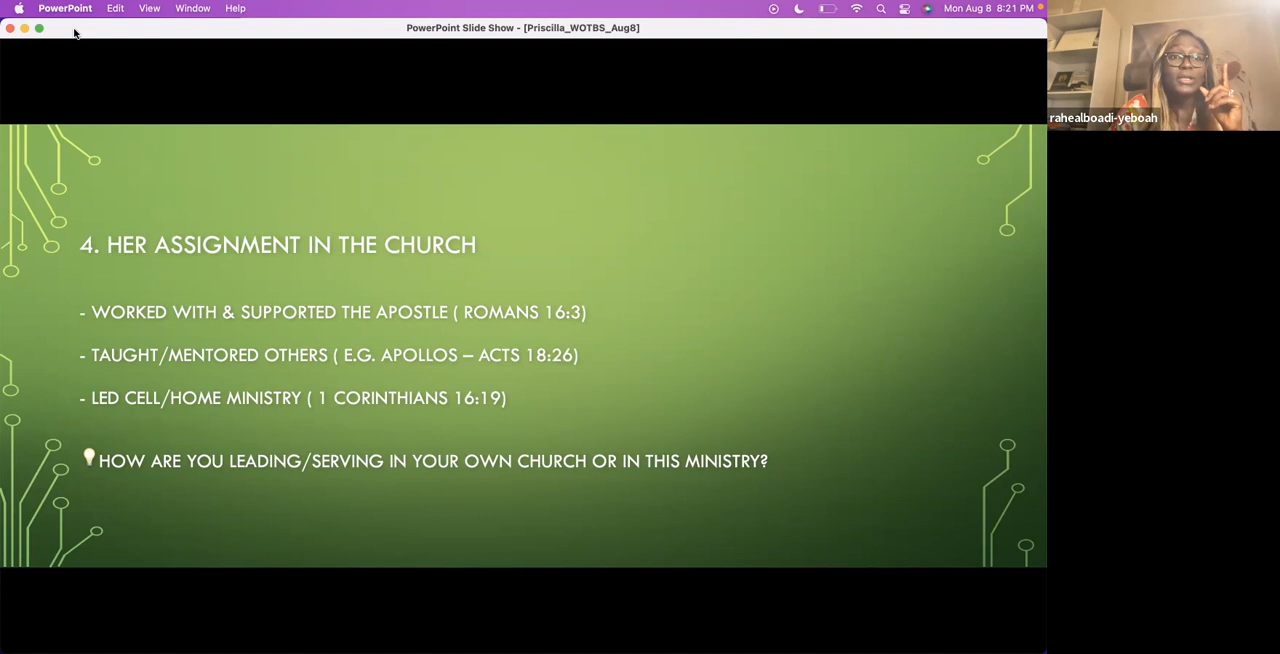 PowerPoint Edit View Window Help Mon Aug 8 8:21 PM
PowerPoint Slide Show - [Priscilla_WOTBS_Aug8]
rahealboadi-yeboah
4. HER ASSIGNMENT IN THE CHURCH
- WORKED WITH & SUPPORTED THE APOSTLE ( ROMANS 16:3)
- TAUGHT/MENTORED OTHERS ( E.G. APOLLOS – ACTS 18:26)
- LED CELL/HOME MINISTRY ( 1 CORINTHIANS 16:19)
HOW ARE YOU LEADING/SERVING IN YOUR OWN CHURCH OR IN THIS MINISTRY?